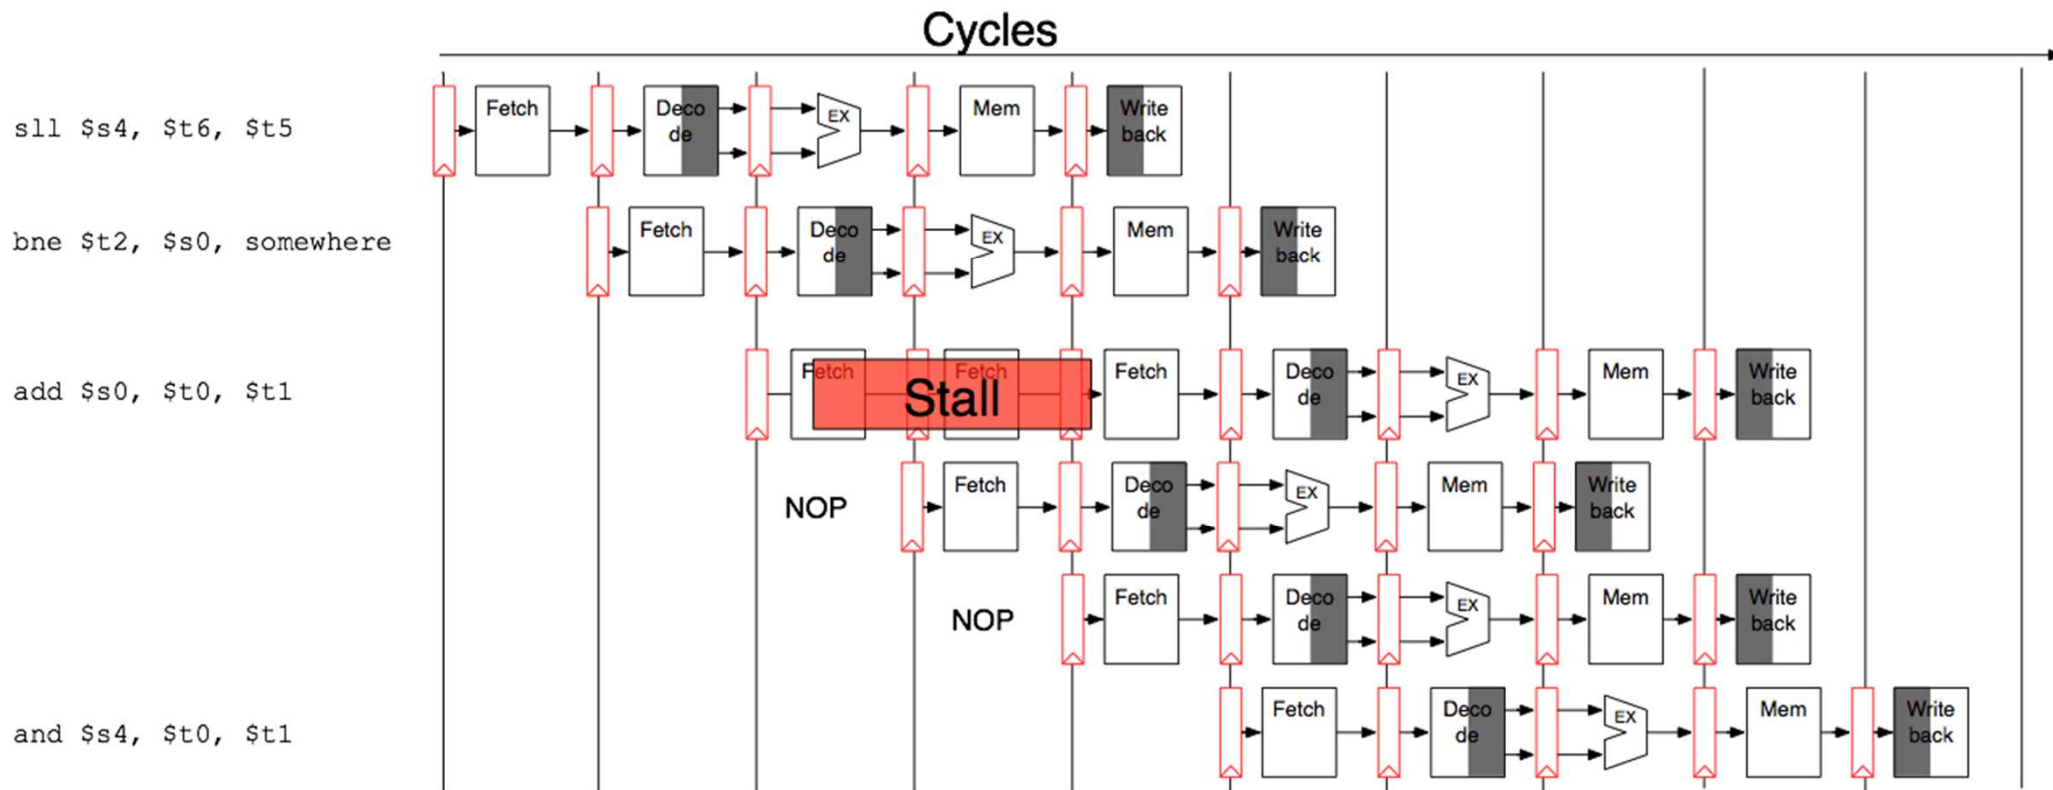 Cycles
sll $s4, $t6, $t5
Fetch
Deco
de
EX
Mem
Write
back
bne $t2, $s0, somewhere
Fetch
Deco
de
EX
Mem
Write
back
add $s0, $t0, $t1
Fetch
Fetch
Stall
Fetch
Deco
de
EX
Mem
Write
back
NOP
Fetch
Deco
de
EX
Mem
Write
back
NOP
Fetch
Deco
de
EX
Mem
Write
back
and $s4, $t0, $t1
Fetch
Deco
de
EX
Mem
Write
back